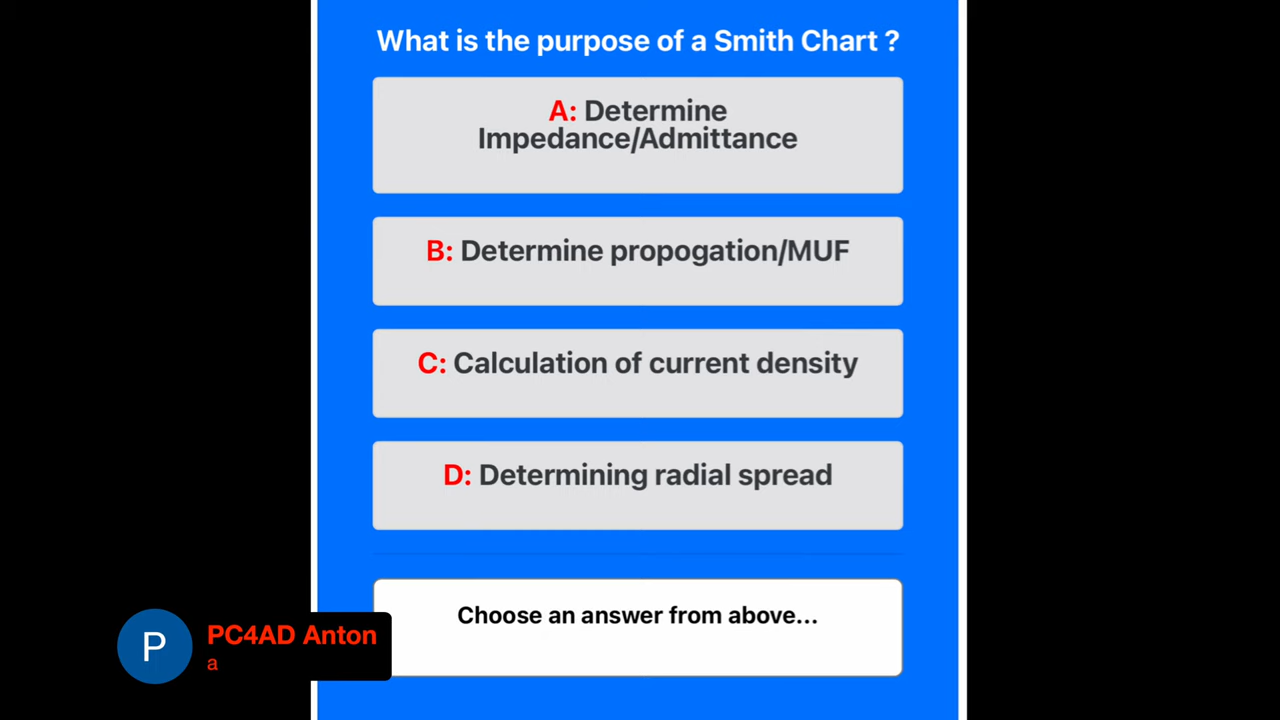 What is the purpose of a Smith Chart ?
A: Determine
Impedance/Admittance
B: Determine propogation/MUF
C: Calculation of current density
D: Determining radial spread
Choose an answer from above...
P
PC4AD Anton
a